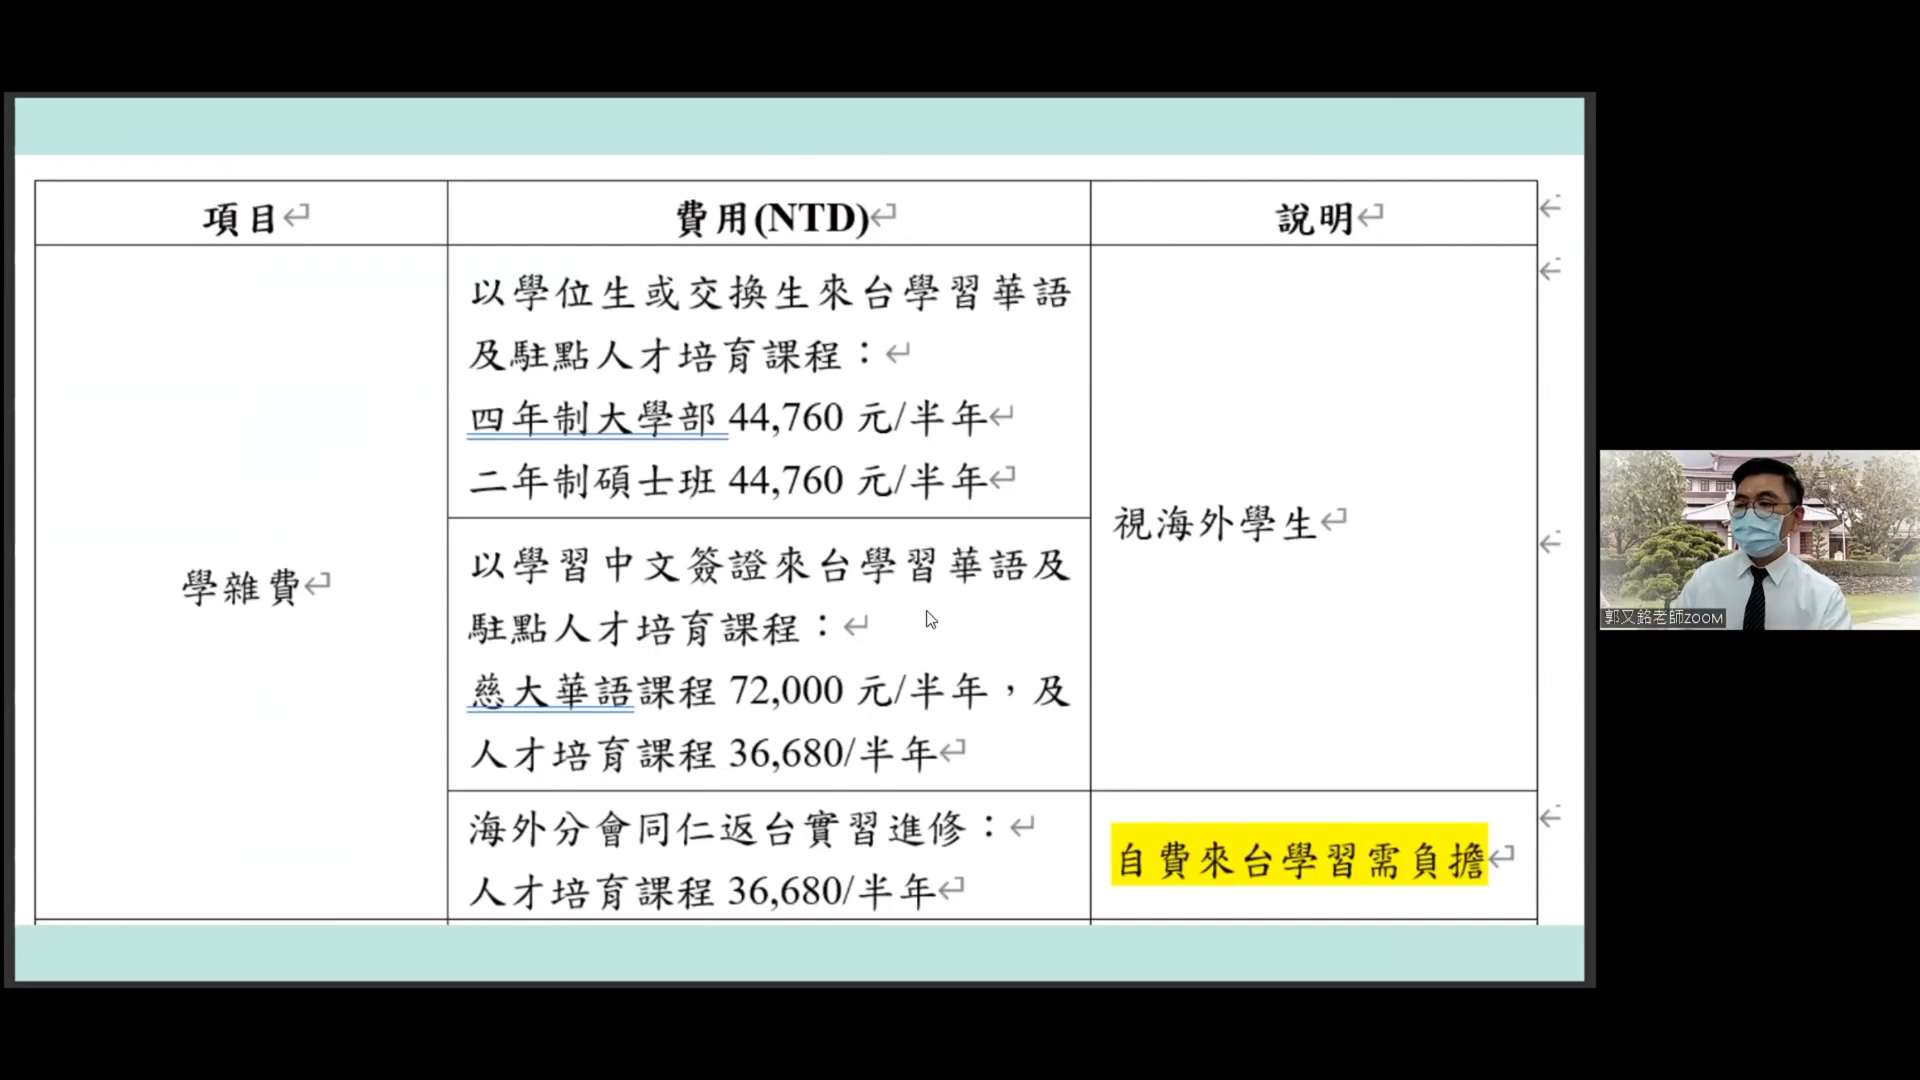 項目
費用(NTD)
說明
學雜費
以學位生或交換生來台學習華語
及駐點人才培育課程：
四年制大學部 44,760 元/半年
二年制碩士班 44,760 元/半年
以學習中文簽證來台學習華語及
駐點人才培育課程：
慈大華語課程 72,000 元/半年，及
人才培育課程 36,680/半年
視海外學生
海外分會同仁返台實習進修：
人才培育課程 36,680/半年
自費來台學習需負擔
郭又銘老師zoom